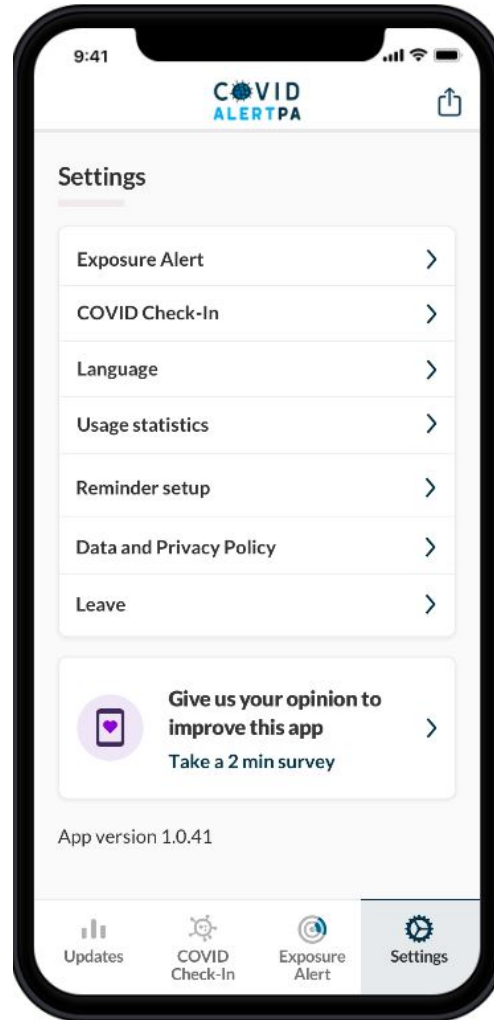 9:41
COVID
ALERTPA
Settings
Exposure Alert
COVID Check-In
Language
Usage statistics
Reminder setup
Data and Privacy Policy
Leave
Give us your opinion to
improve this app
Take a 2 min survey
App version 1.0.41
Updates
COVID
Check-In
Exposure
Alert
Settings